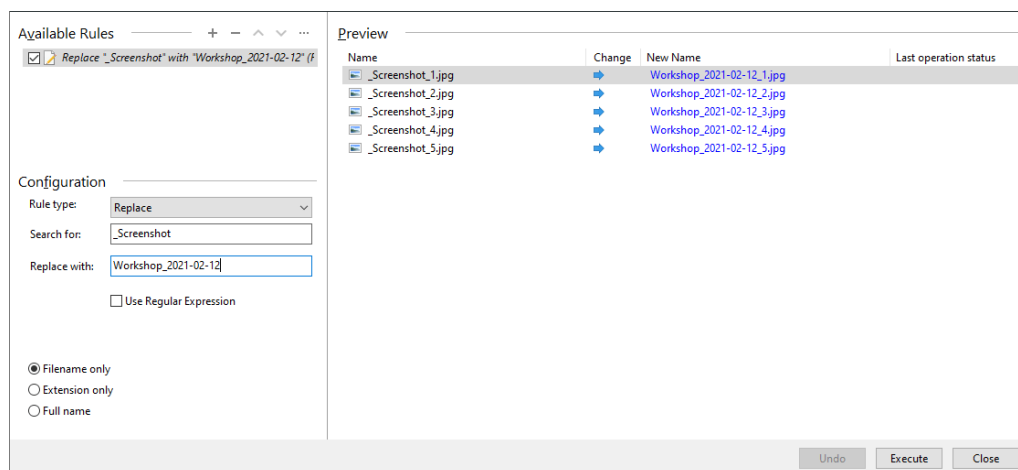 Available Rules
Replace "_Screenshot" with "Workshop_2021-02-12" (F
Configuration
Rule type: Replace
Search for: _Screenshot
Replace with: Workshop_2021-02-12
Use Regular Expression
Filename only
Extension only
Full name
Preview
Name Change New Name Last operation status
_Screenshot_1.jpg Workshop_2021-02-12_1.jpg
_Screenshot_2.jpg Workshop_2021-02-12_2.jpg
_Screenshot_3.jpg Workshop_2021-02-12_3.jpg
_Screenshot_4.jpg Workshop_2021-02-12_4.jpg
_Screenshot_5.jpg Workshop_2021-02-12_5.jpg
Undo Execute Close